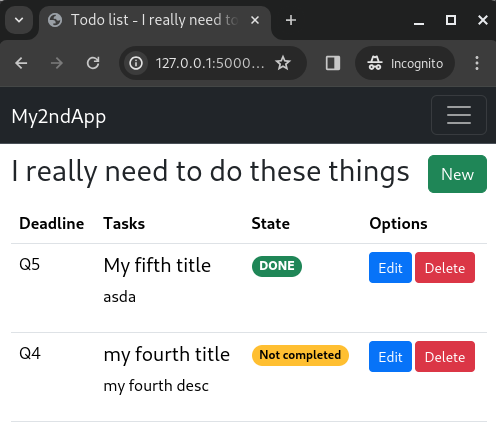 Todo list - I really need to
127.0.0.1:5000...
Incognito
My2ndApp
I really need to do these things
New
Deadline Tasks State Options
Q5 My fifth title DONE Edit Delete
asda
Q4 my fourth title Not completed Edit Delete
my fourth desc